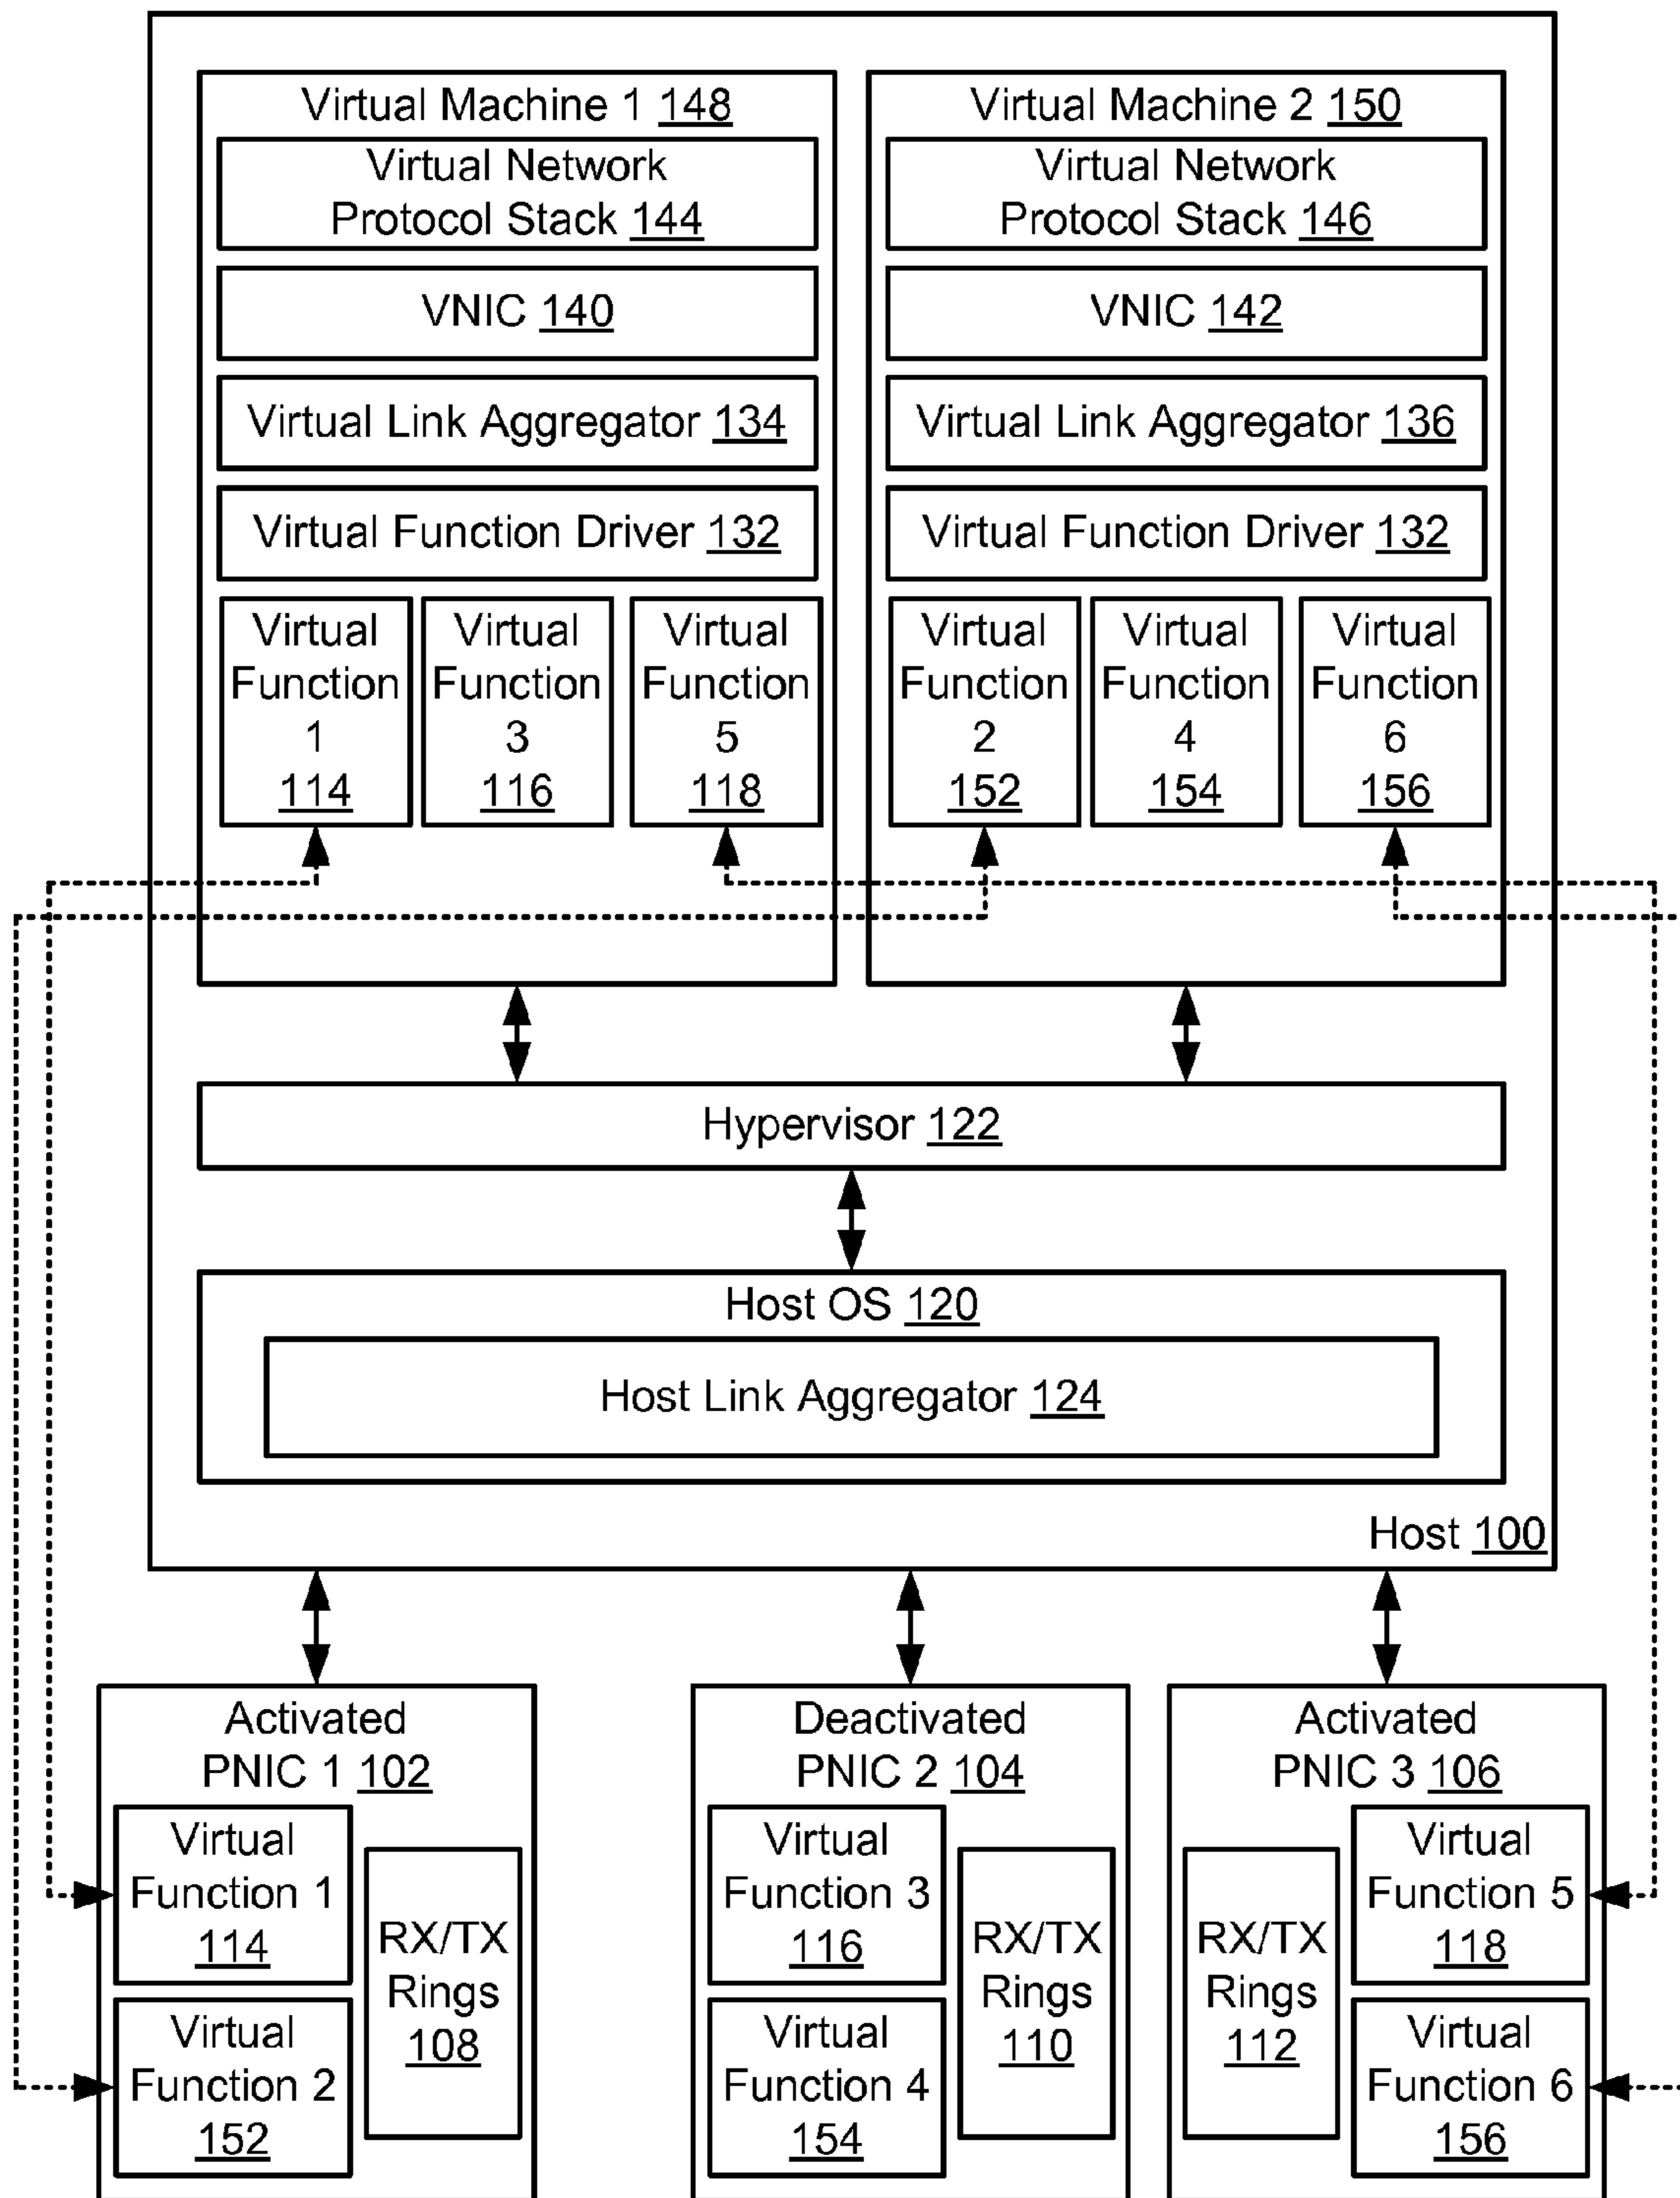 Virtual Machine 1 148
Virtual Network
Protocol Stack 144
VNIC 140
Virtual Link Aggregator 134
Virtual Function Driver 132
Virtual
Function
1
114
Virtual
Function
3
116
Virtual
Function
5
118
Virtual Machine 2 150
Virtual Network
Protocol Stack 146
VNIC 142
Virtual Link Aggregator 136
Virtual Function Driver 132
Virtual
Function
2
152
Virtual
Function
4
154
Virtual
Function
6
156
Hypervisor 122
Host OS 120
Host Link Aggregator 124
Host 100
Activated
PNIC 1 102
Virtual
Function 1
114
Virtual
Function 2
152
RX/TX
Rings
108
Deactivated
PNIC 2 104
Virtual
Function 3
116
Virtual
Function 4
154
RX/TX
Rings
110
Activated
PNIC 3 106
RX/TX
Rings
112
Virtual
Function 5
118
Virtual
Function 6
156